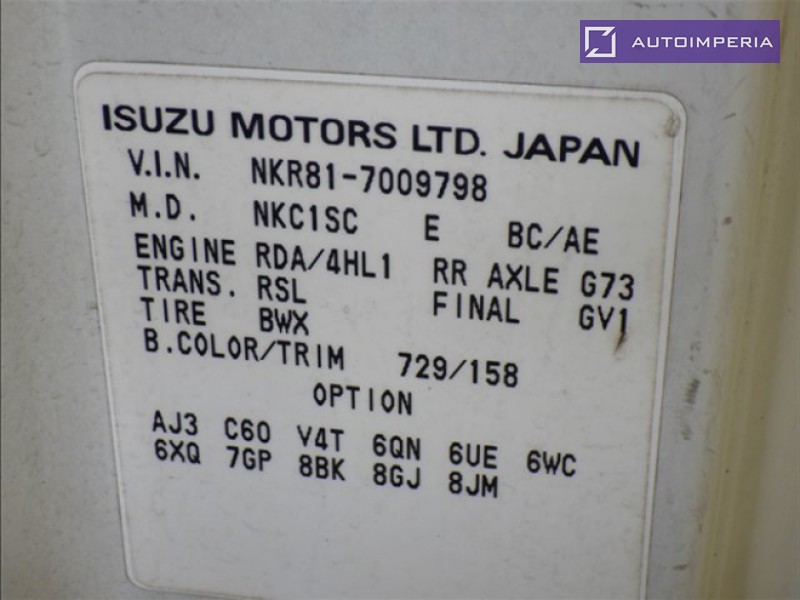 AUTOIMPERIA
ISUZU MOTORS LTD. JAPAN
V.I.N. NKR81-7009798
M.D. NKC1SC E BC/AE
ENGINE RDA/4HL1 RR AXLE G73
TRANS. RSL FINAL GV1
TIRE BWX
B.COLOR/TRIM 729/158
OPTION
AJ3 C60 V4T 6QN 6UE 6WC
6XQ 7GP 8BK 8GJ 8JM